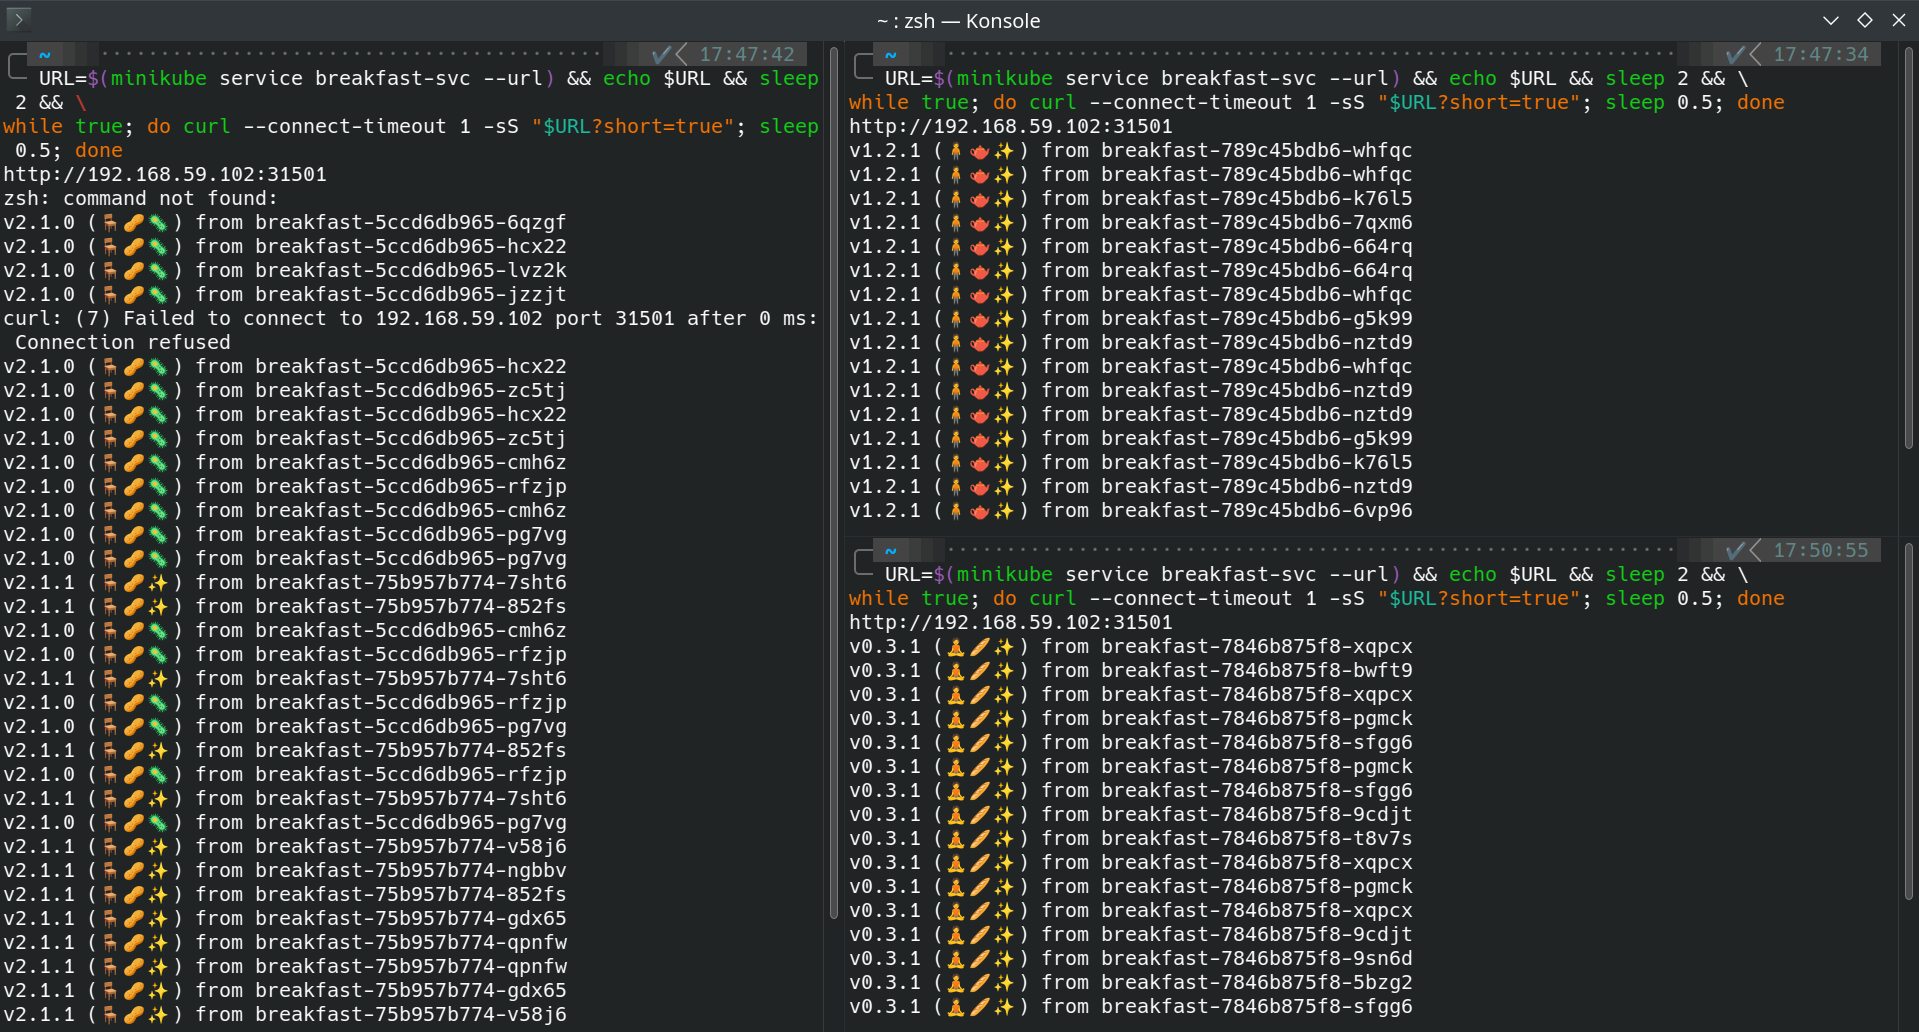 ~ : zsh — Konsole
~ 17:47:42
URL=$(minikube service breakfast-svc --url) && echo $URL && sleep
2 && \
while true; do curl --connect-timeout 1 -sS "$URL?short=true"; sleep
0.5; done
http://192.168.59.102:31501
zsh: command not found:
v2.1.0 (🪑🥜🦠) from breakfast-5ccd6db965-6qzgf
v2.1.0 (🪑🥜🦠) from breakfast-5ccd6db965-hcx22
v2.1.0 (🪑🥜🦠) from breakfast-5ccd6db965-lvz2k
v2.1.0 (🪑🥜🦠) from breakfast-5ccd6db965-jzzjt
curl: (7) Failed to connect to 192.168.59.102 port 31501 after 0 ms:
Connection refused
v2.1.0 (🪑🥜🦠) from breakfast-5ccd6db965-hcx22
v2.1.0 (🪑🥜🦠) from breakfast-5ccd6db965-zc5tj
v2.1.0 (🪑🥜🦠) from breakfast-5ccd6db965-hcx22
v2.1.0 (🪑🥜🦠) from breakfast-5ccd6db965-zc5tj
v2.1.0 (🪑🥜🦠) from breakfast-5ccd6db965-cmh6z
v2.1.0 (🪑🥜🦠) from breakfast-5ccd6db965-rfzjp
v2.1.0 (🪑🥜🦠) from breakfast-5ccd6db965-cmh6z
v2.1.0 (🪑🥜🦠) from breakfast-5ccd6db965-pg7vg
v2.1.0 (🪑🥜🦠) from breakfast-5ccd6db965-pg7vg
v2.1.1 (🪑🥜✨) from breakfast-75b957b774-7sht6
v2.1.1 (🪑🥜✨) from breakfast-75b957b774-852fs
v2.1.0 (🪑🥜🦠) from breakfast-5ccd6db965-cmh6z
v2.1.0 (🪑🥜🦠) from breakfast-5ccd6db965-rfzjp
v2.1.1 (🪑🥜✨) from breakfast-75b957b774-7sht6
v2.1.0 (🪑🥜🦠) from breakfast-5ccd6db965-rfzjp
v2.1.0 (🪑🥜🦠) from breakfast-5ccd6db965-pg7vg
v2.1.1 (🪑🥜✨) from breakfast-75b957b774-852fs
v2.1.0 (🪑🥜🦠) from breakfast-5ccd6db965-rfzjp
v2.1.1 (🪑🥜✨) from breakfast-75b957b774-7sht6
v2.1.0 (🪑🥜🦠) from breakfast-5ccd6db965-pg7vg
v2.1.1 (🪑🥜✨) from breakfast-75b957b774-v58j6
v2.1.1 (🪑🥜✨) from breakfast-75b957b774-ngbbv
v2.1.1 (🪑🥜✨) from breakfast-75b957b774-852fs
v2.1.1 (🪑🥜✨) from breakfast-75b957b774-gdx65
v2.1.1 (🪑🥜✨) from breakfast-75b957b774-qpnfw
v2.1.1 (🪑🥜✨) from breakfast-75b957b774-qpnfw
v2.1.1 (🪑🥜✨) from breakfast-75b957b774-gdx65
v2.1.1 (🪑🥜✨) from breakfast-75b957b774-v58j6
~ 17:47:34
URL=$(minikube service breakfast-svc --url) && echo $URL && sleep 2 && \
while true; do curl --connect-timeout 1 -sS "$URL?short=true"; sleep 0.5; done
http://192.168.59.102:31501
v1.2.1 (🧍🫖✨) from breakfast-789c45bdb6-whfqc
v1.2.1 (🧍🫖✨) from breakfast-789c45bdb6-whfqc
v1.2.1 (🧍🫖✨) from breakfast-789c45bdb6-k76l5
v1.2.1 (🧍🫖✨) from breakfast-789c45bdb6-7qxm6
v1.2.1 (🧍🫖✨) from breakfast-789c45bdb6-664rq
v1.2.1 (🧍🫖✨) from breakfast-789c45bdb6-664rq
v1.2.1 (🧍🫖✨) from breakfast-789c45bdb6-whfqc
v1.2.1 (🧍🫖✨) from breakfast-789c45bdb6-g5k99
v1.2.1 (🧍🫖✨) from breakfast-789c45bdb6-nztd9
v1.2.1 (🧍🫖✨) from breakfast-789c45bdb6-whfqc
v1.2.1 (🧍🫖✨) from breakfast-789c45bdb6-nztd9
v1.2.1 (🧍🫖✨) from breakfast-789c45bdb6-nztd9
v1.2.1 (🧍🫖✨) from breakfast-789c45bdb6-g5k99
v1.2.1 (🧍🫖✨) from breakfast-789c45bdb6-k76l5
v1.2.1 (🧍🫖✨) from breakfast-789c45bdb6-nztd9
v1.2.1 (🧍🫖✨) from breakfast-789c45bdb6-6vp96
~ 17:50:55
URL=$(minikube service breakfast-svc --url) && echo $URL && sleep 2 && \
while true; do curl --connect-timeout 1 -sS "$URL?short=true"; sleep 0.5; done
http://192.168.59.102:31501
v0.3.1 (🧘🥖✨) from breakfast-7846b875f8-xqpcx
v0.3.1 (🧘🥖✨) from breakfast-7846b875f8-bwft9
v0.3.1 (🧘🥖✨) from breakfast-7846b875f8-xqpcx
v0.3.1 (🧘🥖✨) from breakfast-7846b875f8-pgmck
v0.3.1 (🧘🥖✨) from breakfast-7846b875f8-sfgg6
v0.3.1 (🧘🥖✨) from breakfast-7846b875f8-pgmck
v0.3.1 (🧘🥖✨) from breakfast-7846b875f8-sfgg6
v0.3.1 (🧘🥖✨) from breakfast-7846b875f8-9cdjt
v0.3.1 (🧘🥖✨) from breakfast-7846b875f8-t8v7s
v0.3.1 (🧘🥖✨) from breakfast-7846b875f8-xqpcx
v0.3.1 (🧘🥖✨) from breakfast-7846b875f8-pgmck
v0.3.1 (🧘🥖✨) from breakfast-7846b875f8-xqpcx
v0.3.1 (🧘🥖✨) from breakfast-7846b875f8-9cdjt
v0.3.1 (🧘🥖✨) from breakfast-7846b875f8-9sn6d
v0.3.1 (🧘🥖✨) from breakfast-7846b875f8-5bzg2
v0.3.1 (🧘🥖✨) from breakfast-7846b875f8-sfgg6